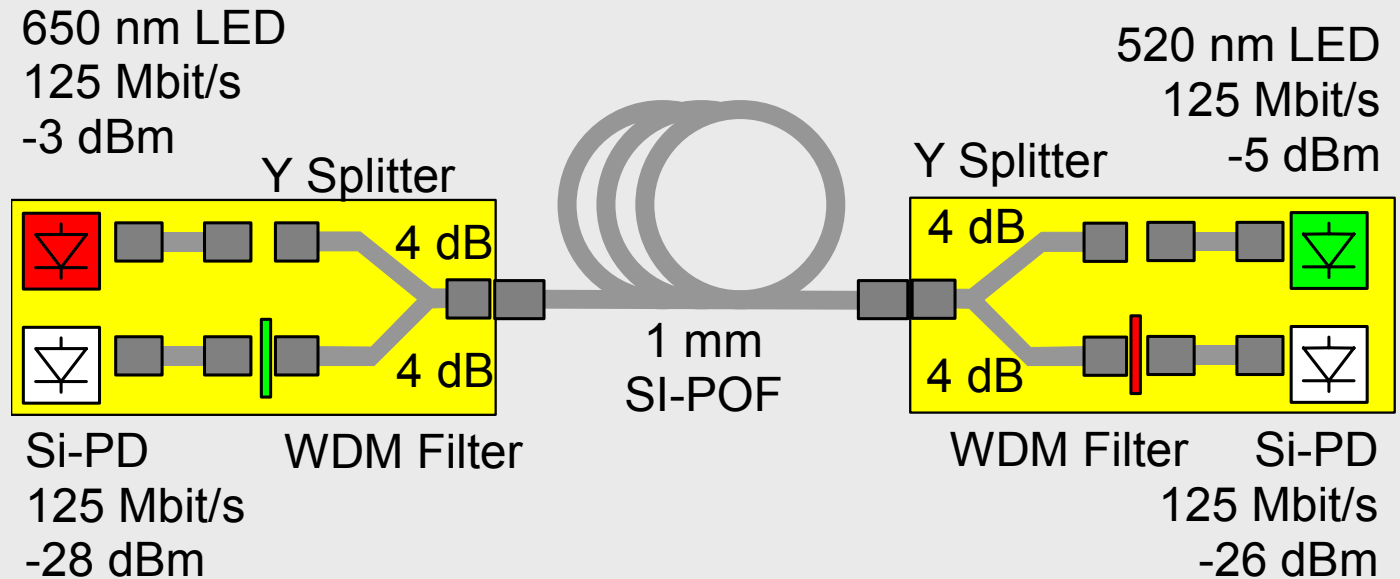 650 nm LED
125 Mbit/s
-3 dBm
520 nm LED
125 Mbit/s
-5 dBm
Y Splitter
Y Splitter
4 dB
4 dB
4 dB
4 dB
1 mm
SI-POF
Si-PD
125 Mbit/s
-28 dBm
WDM Filter
WDM Filter
Si-PD
125 Mbit/s
-26 dBm